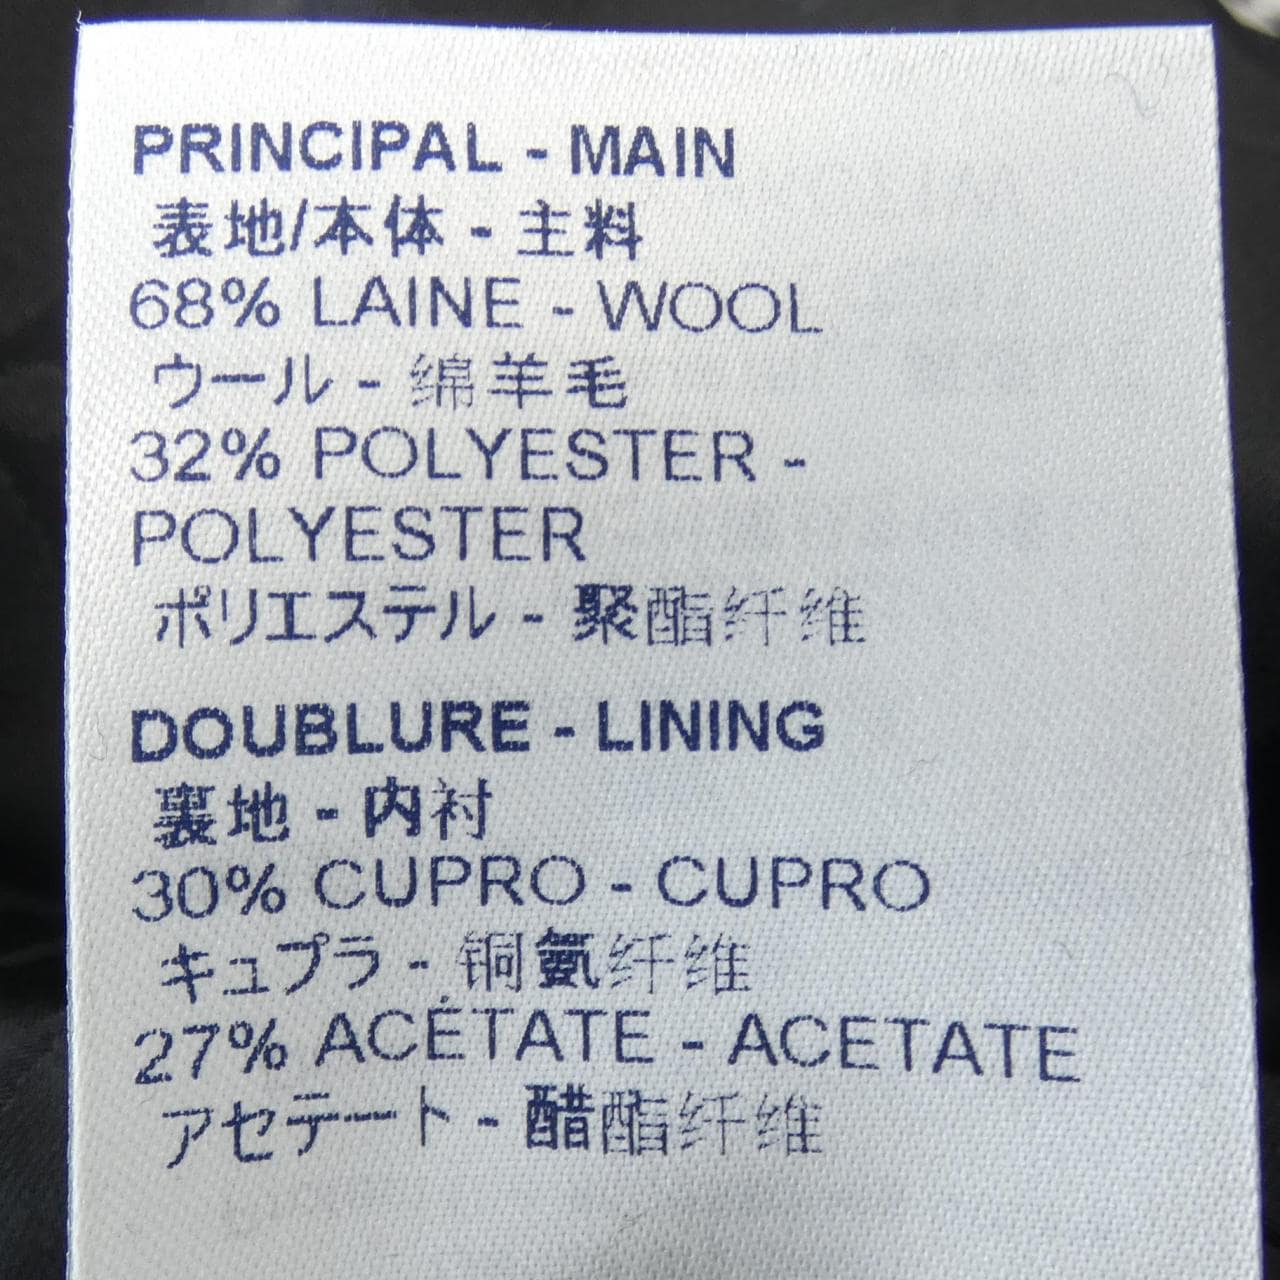 PRINCIPAL - MAIN
表地/本体 - 主料
68% LAINE - WOOL
ウール - 绵羊毛
32% POLYESTER -
POLYESTER
ポリエステル - 聚酯纤维
DOUBLURE - LINING
裏地 - 内衬
30% CUPRO - CUPRO
キュプラ - 铜氨纤维
27% ACÉTATE - ACETATE
アセテート - 醋酯纤维